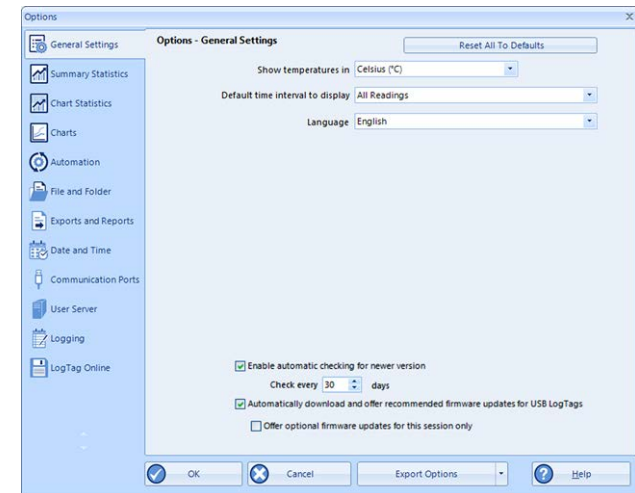 Options
X
General Settings
Summary Statistics
Chart Statistics
Charts
Automation
File and Folder
Exports and Reports
Date and Time
Communication Ports
User Server
Logging
LogTag Online
Options - General Settings
Reset All To Defaults
Show temperatures in Celsius (°C)
Default time interval to display All Readings
Language English
Enable automatic checking for newer version
Check every 30 days
Automatically download and offer recommended firmware updates for USB LogTags
Offer optional firmware updates for this session only
OK Cancel Export Options Help